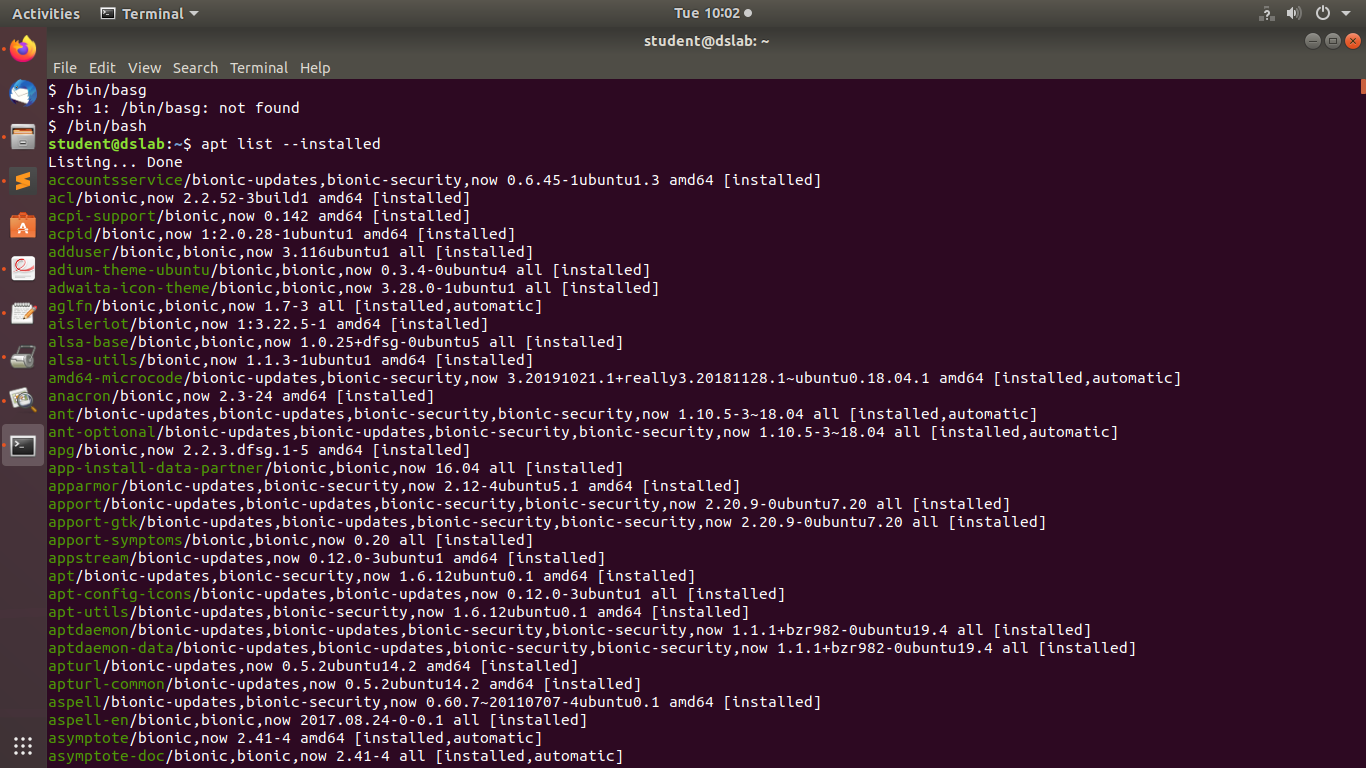 Activities Terminal Tue 10:02
student@dslab: ~
File Edit View Search Terminal Help
$ /bin/basg
-sh: 1: /bin/basg: not found
$ /bin/bash
student@dslab:~$ apt list --installed
Listing... Done
accountsservice/bionic-updates,bionic-security,now 0.6.45-1ubuntu1.3 amd64 [installed]
acl/bionic,now 2.2.52-3build1 amd64 [installed]
acpi-support/bionic,now 0.142 amd64 [installed]
acpid/bionic,now 1:2.0.28-1ubuntu1 amd64 [installed]
adduser/bionic,bionic,now 3.116ubuntu1 all [installed]
adium-theme-ubuntu/bionic,bionic,now 0.3.4-0ubuntu4 all [installed]
adwaita-icon-theme/bionic,bionic,now 3.28.0-1ubuntu1 all [installed]
aglfn/bionic,bionic,now 1.7-3 all [installed,automatic]
aisleriot/bionic,now 1:3.22.5-1 amd64 [installed]
alsa-base/bionic,bionic,now 1.0.25+dfsg-0ubuntu5 all [installed]
alsa-utils/bionic,now 1.1.3-1ubuntu1 amd64 [installed]
amd64-microcode/bionic-updates,bionic-security,now 3.20191021.1+really3.20181128.1~ubuntu0.18.04.1 amd64 [installed,automatic]
anacron/bionic,now 2.3-24 amd64 [installed]
ant/bionic-updates,bionic-updates,bionic-security,bionic-security,now 1.10.5-3~18.04 all [installed,automatic]
ant-optional/bionic-updates,bionic-updates,bionic-security,bionic-security,now 1.10.5-3~18.04 all [installed,automatic]
apg/bionic,now 2.2.3.dfsg.1-5 amd64 [installed]
app-install-data-partner/bionic,bionic,now 16.04 all [installed]
apparmor/bionic-updates,bionic-security,now 2.12-4ubuntu5.1 amd64 [installed]
apport/bionic-updates,bionic-updates,bionic-security,bionic-security,now 2.20.9-0ubuntu7.20 all [installed]
apport-gtk/bionic-updates,bionic-updates,bionic-security,bionic-security,now 2.20.9-0ubuntu7.20 all [installed]
apport-symptoms/bionic,bionic,now 0.20 all [installed]
appstream/bionic-updates,now 0.12.0-3ubuntu1 amd64 [installed]
apt/bionic-updates,bionic-security,now 1.6.12ubuntu0.1 amd64 [installed]
apt-config-icons/bionic-updates,bionic-updates,now 0.12.0-3ubuntu1 all [installed]
apt-utils/bionic-updates,bionic-security,now 1.6.12ubuntu0.1 amd64 [installed]
aptdaemon/bionic-updates,bionic-updates,bionic-security,bionic-security,now 1.1.1+bzr982-0ubuntu19.4 all [installed]
aptdaemon-data/bionic-updates,bionic-updates,bionic-security,bionic-security,now 1.1.1+bzr982-0ubuntu19.4 all [installed]
apturl/bionic-updates,now 0.5.2ubuntu14.2 amd64 [installed]
apturl-common/bionic-updates,now 0.5.2ubuntu14.2 amd64 [installed]
aspell/bionic-updates,bionic-security,now 0.60.7~20110707-4ubuntu0.1 amd64 [installed]
aspell-en/bionic,bionic,now 2017.08.24-0-0.1 all [installed]
asymptote/bionic,now 2.41-4 amd64 [installed,automatic]
asymptote-doc/bionic,bionic,now 2.41-4 all [installed,automatic]